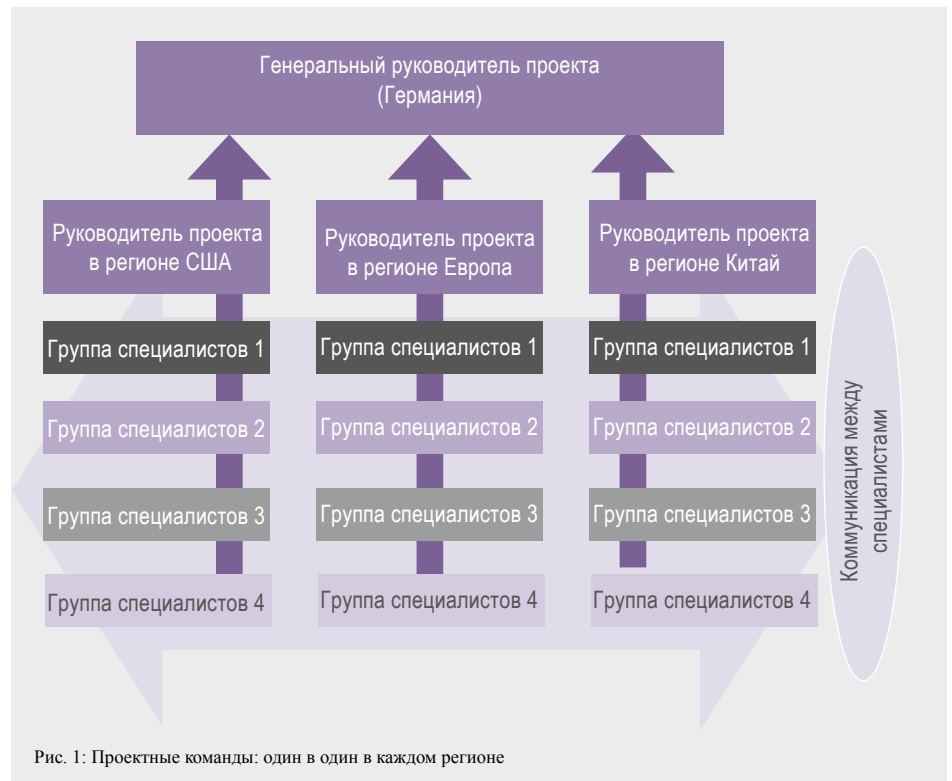 Генеральный руководитель проекта
(Германия)
Руководитель проекта
в регионе США
Руководитель проекта
в регионе Европа
Руководитель проекта
в регионе Китай
Группа специалистов 1
Группа специалистов 1
Группа специалистов 1
Группа специалистов 2
Группа специалистов 2
Группа специалистов 2
Группа специалистов 3
Группа специалистов 3
Группа специалистов 3
Группа специалистов 4
Группа специалистов 4
Группа специалистов 4
Коммуникация между
специалистами
Рис. 1: Проектные команды: один в один в каждом регионе